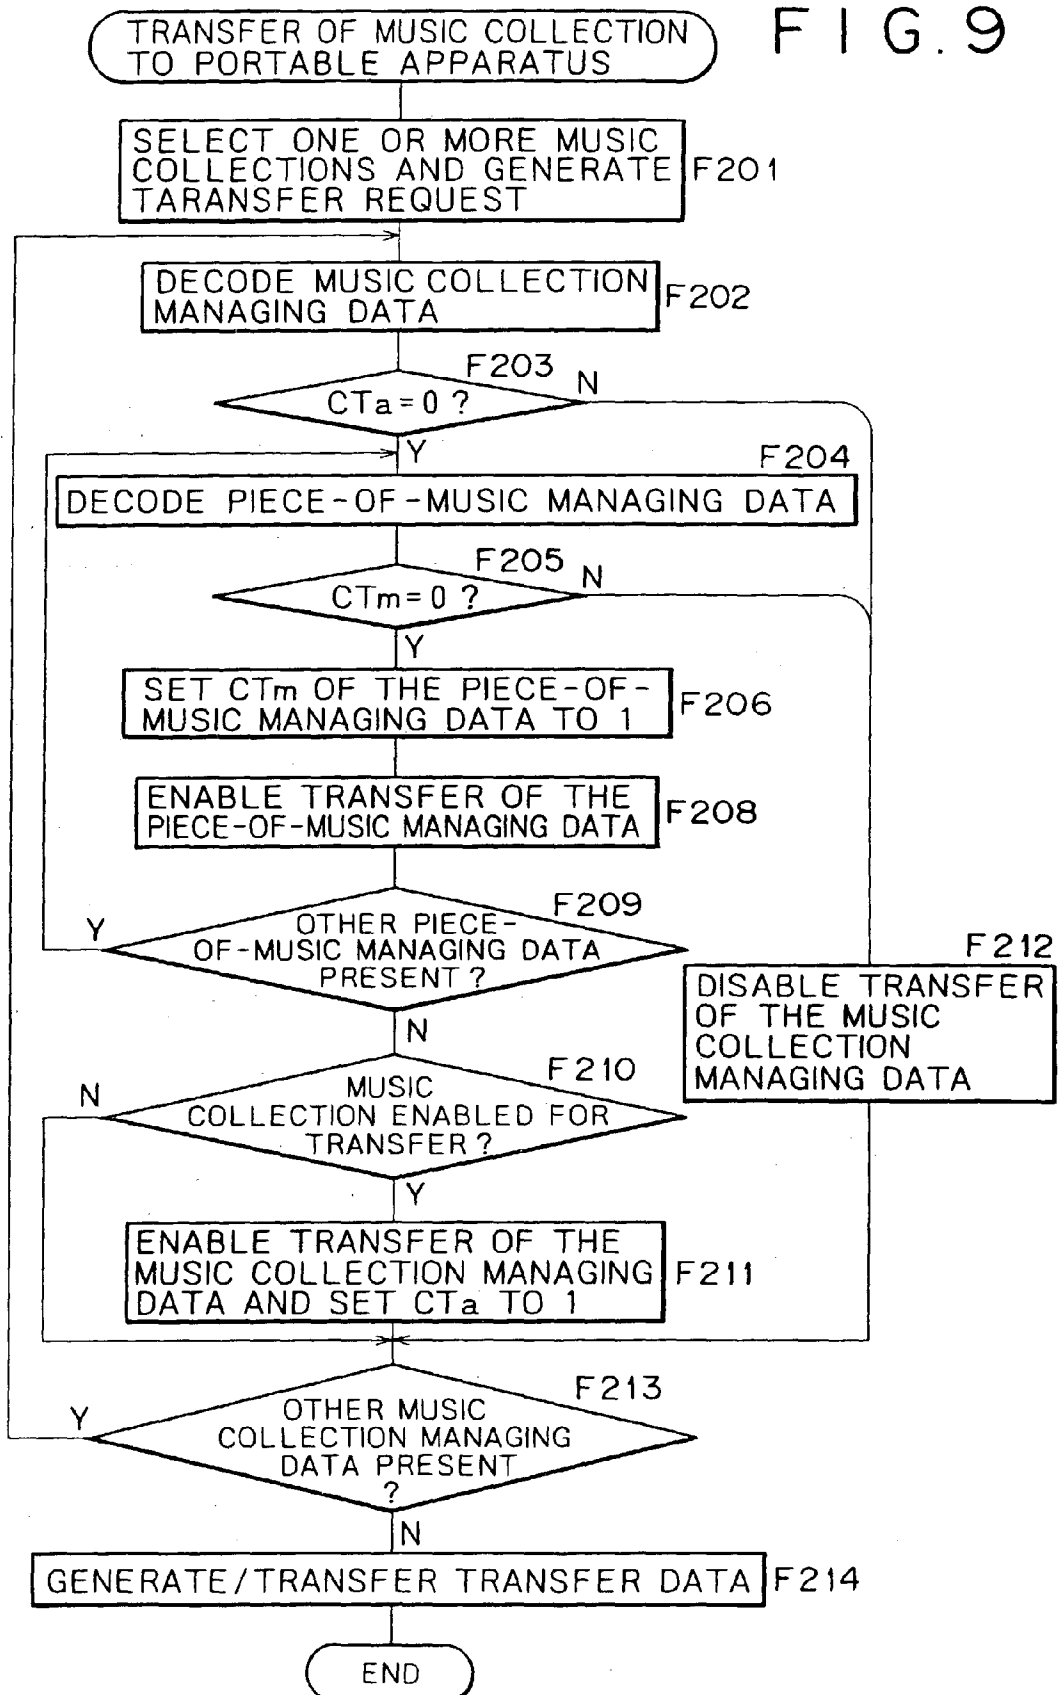 FIG. 9
TRANSFER OF MUSIC COLLECTION
TO PORTABLE APPARATUS
SELECT ONE OR MORE MUSIC
COLLECTIONS AND GENERATE
TARANSFER REQUEST
F201
DECODE MUSIC COLLECTION
MANAGING DATA
F202
F203
CTa=0 ?
N
Y
F204
DECODE PIECE-OF-MUSIC MANAGING DATA
F205
CTm=0 ?
N
Y
SET CTm OF THE PIECE-OF-
MUSIC MANAGING DATA TO 1
F206
ENABLE TRANSFER OF THE
PIECE-OF-MUSIC MANAGING DATA
F208
F209
OTHER PIECE-
OF-MUSIC MANAGING DATA
PRESENT ?
Y
N
F212
DISABLE TRANSFER
OF THE MUSIC
COLLECTION
MANAGING DATA
F210
MUSIC
COLLECTION ENABLED FOR
TRANSFER ?
N
Y
ENABLE TRANSFER OF THE
MUSIC COLLECTION MANAGING
DATA AND SET CTa TO 1
F211
F213
OTHER MUSIC
COLLECTION MANAGING
DATA PRESENT
?
Y
N
GENERATE/TRANSFER TRANSFER DATA
F214
END